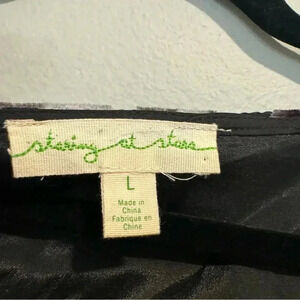 staring at stars
L
Made in
China
Fabriqué en
Chine